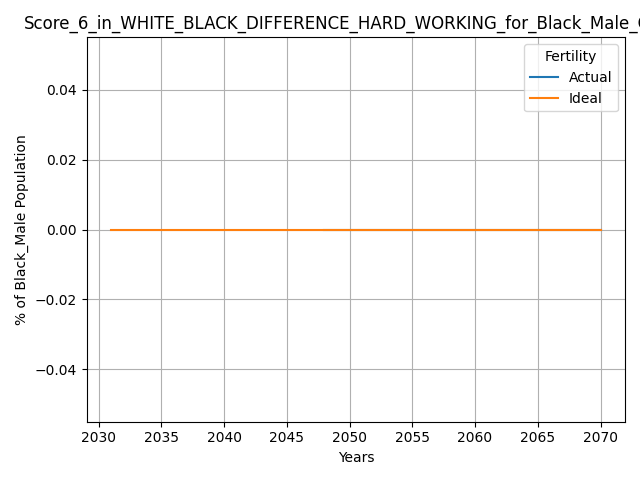 Score_6_in_WHITE_BLACK_DIFFERENCE_HARD_WORKING_for_Black_Male_
Fertility
Actual
Ideal
0.04
0.02
0.00
−0.02
−0.04
% of Black_Male Population
2030 2035 2040 2045 2050 2055 2060 2065 2070
Years